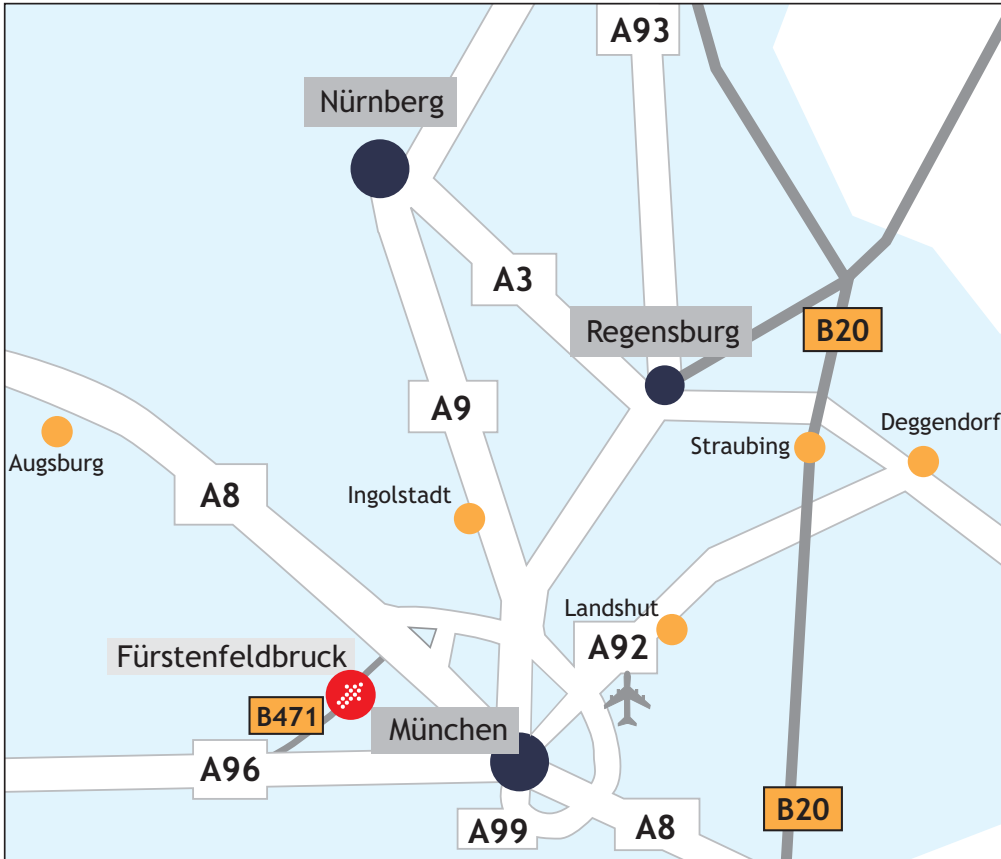 A93
Nürnberg
A3
Regensburg
B20
A9
Deggendorf
Straubing
Augsburg
A8
Ingolstadt
Landshut
A92
Fürstenfeldbruck
B471
München
A96
B20
A99
A8